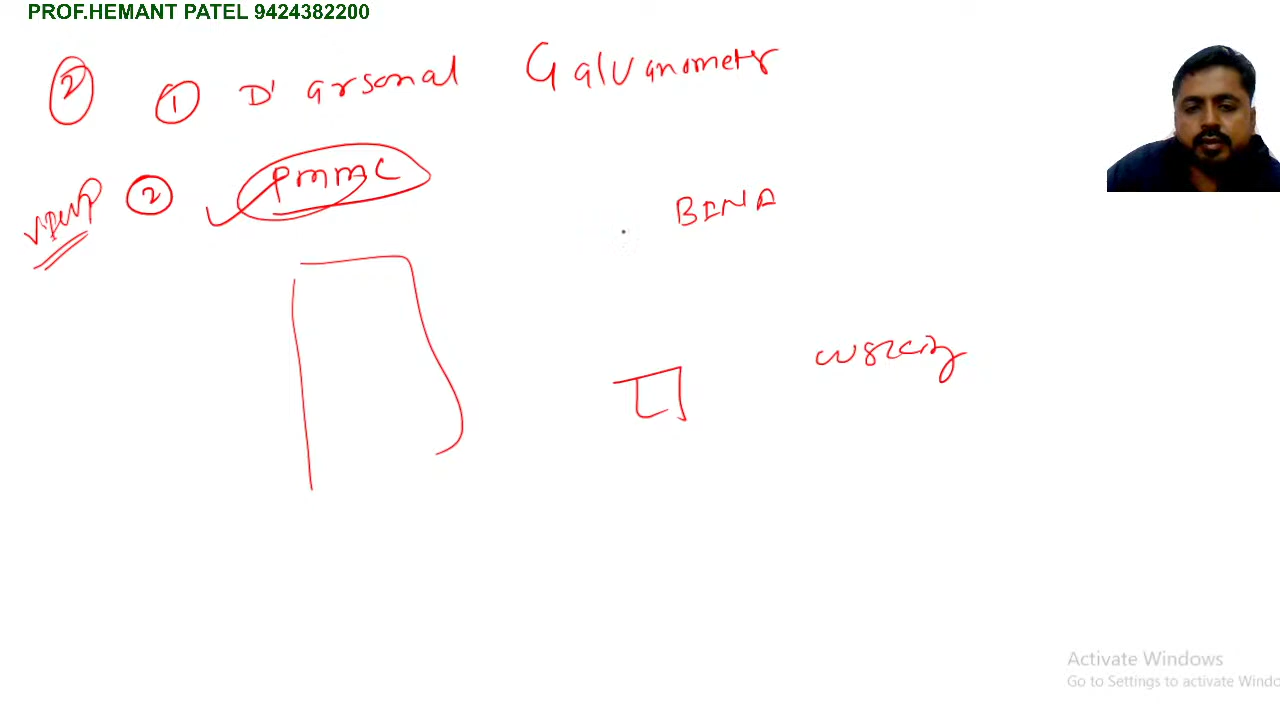 PROF.HEMANT PATEL 9424382200
② ① D'arsonal Galvanometer
VIMP ② PMMC
BINA
working
Activate Windows
Go to Settings to activate Windo